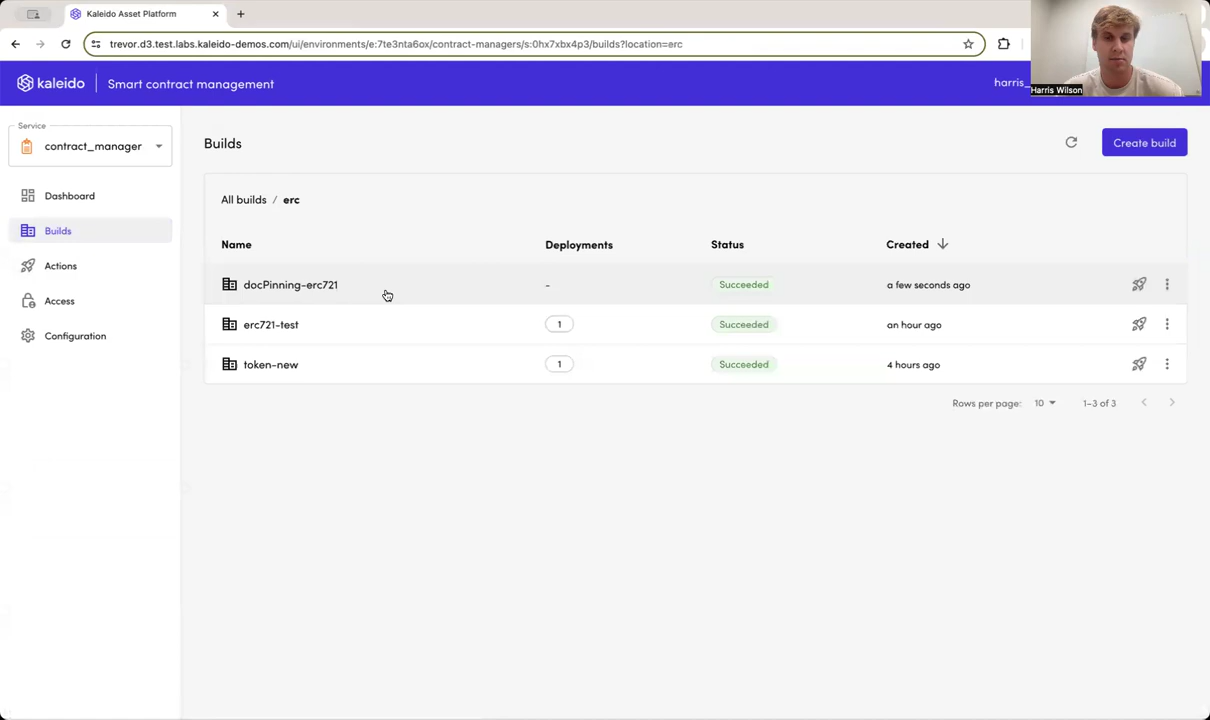 Kaleido Asset Platform
trevor.d3.test.labs.kaleido-demos.com/ui/environments/e:7te3nta6ox/contract-managers/s:0hx7xbx4p3/builds?location=erc
kaleido
Smart contract management
harris_
Harris Wilson
Service
contract_manager
Dashboard
Builds
Actions
Access
Configuration
Builds
Create build
All builds / erc
Name Deployments Status Created
docPinning-erc721 - Succeeded a few seconds ago
erc721-test 1 Succeeded an hour ago
token-new 1 Succeeded 4 hours ago
Rows per page: 10 1-3 of 3